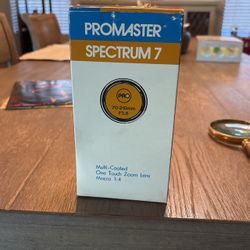 PROMASTER
SPECTRUM 7
PRO
70-210mm
F3.8
Multi-Coated
One Touch Zoom Lens
Macro 1:4